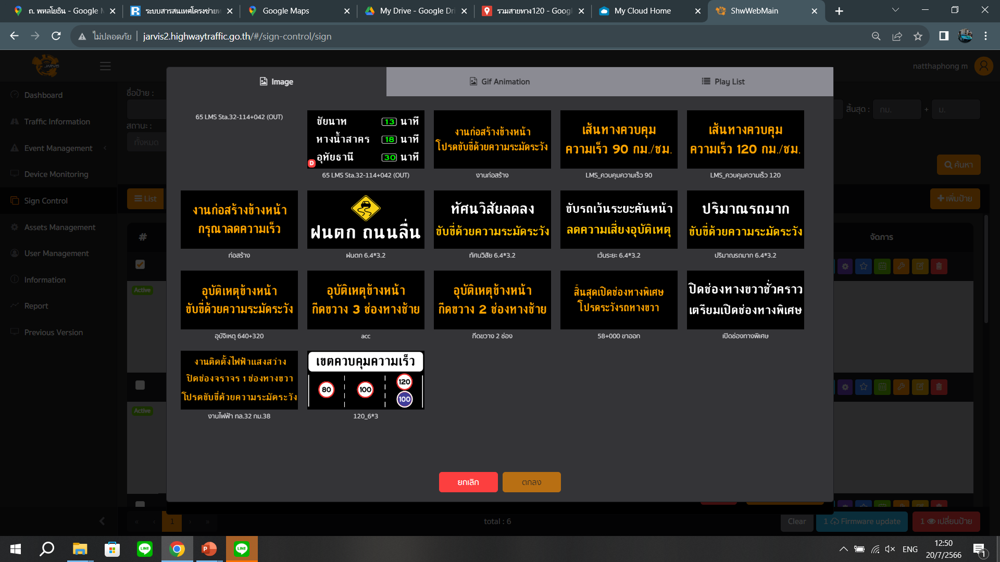 ถ. พหลโยธิน - Google M
ระบบสารสนเทศโครงข่ายท
Google Maps
My Drive - Google Dri
รวมสายทาง120 - Googl
My Cloud Home
ShwWebMain
ไม่ปลอดภัย
jarvis2.highwaytraffic.go.th/#/sign-control/sign
JARVIS
natthaphong m
Dashboard
Traffic Information
Event Management
Device Monitoring
Sign Control
Assets Management
User Management
Information
Report
Previous Version
ชื่อป้าย :
สถานะ :
ทั้งหมด
สิ้นสุด : กม. + ม.
ค้นหา
List
เพิ่มป้าย
#
จัดการ
Active
Active
Image
Gif Animation
Play List
65 LMS Sta.32-114+042 (OUT)
ชัยนาท 13 นาที
ทางน้ำสาคร 18 นาที
อุทัยธานี 30 นาที
D
65 LMS Sta.32-114+042 (OUT)
งานก่อสร้างข้างหน้า
โปรดขับขี่ด้วยความระมัดระวัง
งานก่อสร้าง
เส้นทางควบคุม
ความเร็ว 90 กม./ชม.
LMS_ควบคุมความเร็ว 90
เส้นทางควบคุม
ความเร็ว 120 กม./ชม.
LMS_ควบคุมความเร็ว 120
งานก่อสร้างข้างหน้า
กรุณาลดความเร็ว
ก่อสร้าง
ฝนตก ถนนลื่น
ฝนตก 6.4*3.2
ทัศนวิสัยลดลง
ขับขี่ด้วยความระมัดระวัง
ทัศนวิสัย 6.4*3.2
ขับรถเว้นระยะคันหน้า
ลดความเสี่ยงอุบัติเหตุ
เว้นระยะ 6.4*3.2
ปริมาณรถมาก
ขับขี่ด้วยความระมัดระวัง
ปริมาณรถมาก 6.4*3.2
อุบัติเหตุข้างหน้า
ขับขี่ด้วยความระมัดระวัง
อุบัจิเหตุ 640+320
อุบัติเหตุข้างหน้า
กีดขวาง 3 ช่องทางซ้าย
acc
อุบัติเหตุข้างหน้า
กีดขวาง 2 ช่องทางซ้าย
กีดขวาง 2 ช่อง
สิ้นสุดเปิดช่องทางพิเศษ
โปรดระวังรถทางขวา
58+000 ขาออก
ปิดช่องทางขวาชั่วคราว
เตรียมเปิดช่องทางพิเศษ
เปิดช่องทางพิเศษ
งานติดตั้งไฟฟ้าแสงสว่าง
ปิดช่องจราจร 1 ช่องทางขวา
โปรดขับขี่ด้วยความระมัดระวัง
งานไฟฟ้า ทล.32 กม.38
เขตควบคุมความเร็ว
80 100 120
100
120_6*3
ยกเลิก
ตกลง
« ‹ 1 › »
total : 6
Clear
1 Firmware update
1 เปลี่ยนป้าย
LINE
P
LINE
ENG
12:50
20/7/2566
1